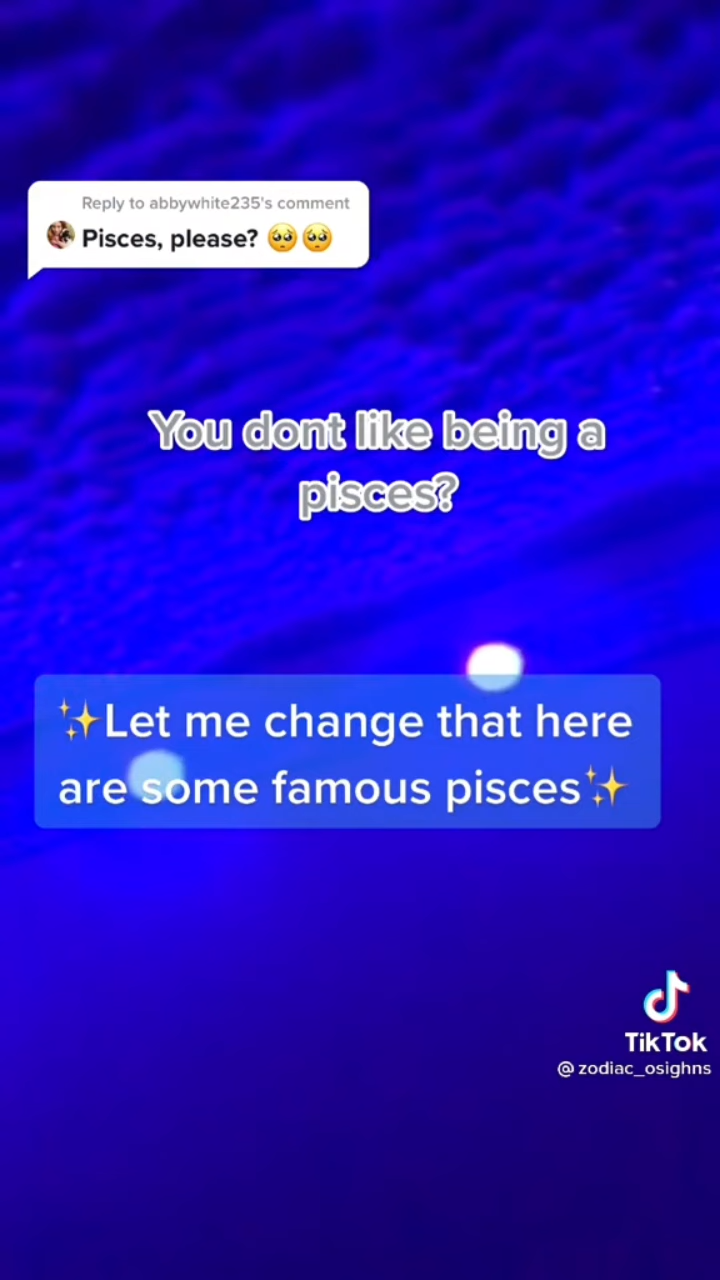 Reply to abbywhite235's comment
Pisces, please? 🥺🥺
You dont like being a
pisces?
✨Let me change that here
are some famous pisces✨
TikTok
@zodiac_osighns